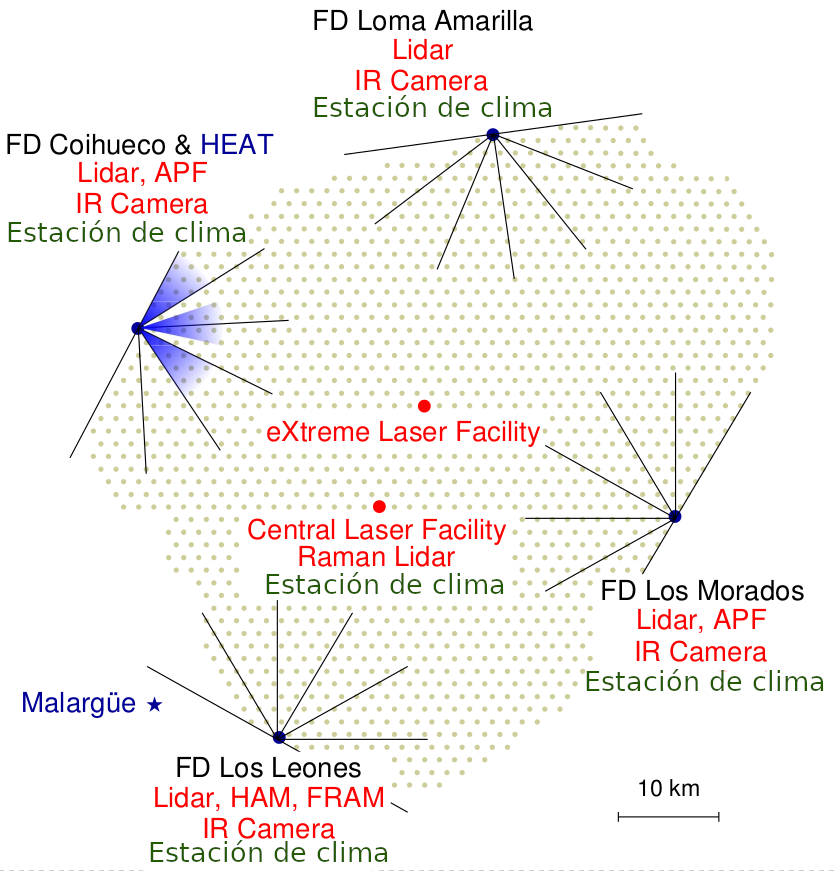 FD Loma Amarilla
Lidar
IR Camera
Estación de clima
FD Coihueco & HEAT
Lidar, APF
IR Camera
Estación de clima
eXtreme Laser Facility
Central Laser Facility
Raman Lidar
Estación de clima
FD Los Morados
Lidar, APF
IR Camera
Estación de clima
Malargüe ★
FD Los Leones
Lidar, HAM, FRAM
IR Camera
Estación de clima
10 km